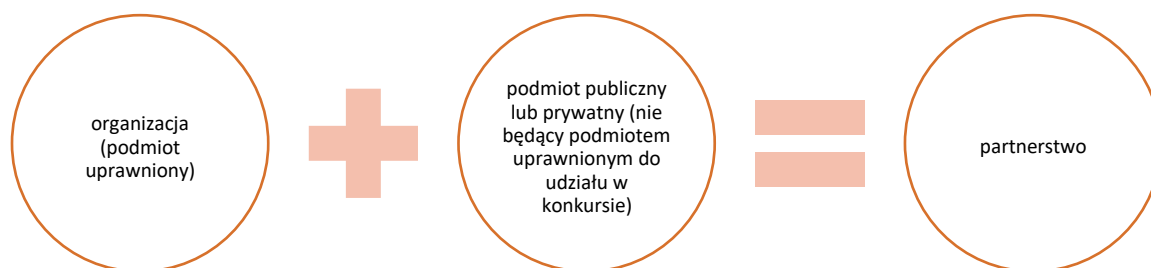 organizacja
(podmiot
uprawniony)
podmiot publiczny
lub prywatny (nie
będący podmiotem
uprawnionym do
udziału w
konkursie)
partnerstwo